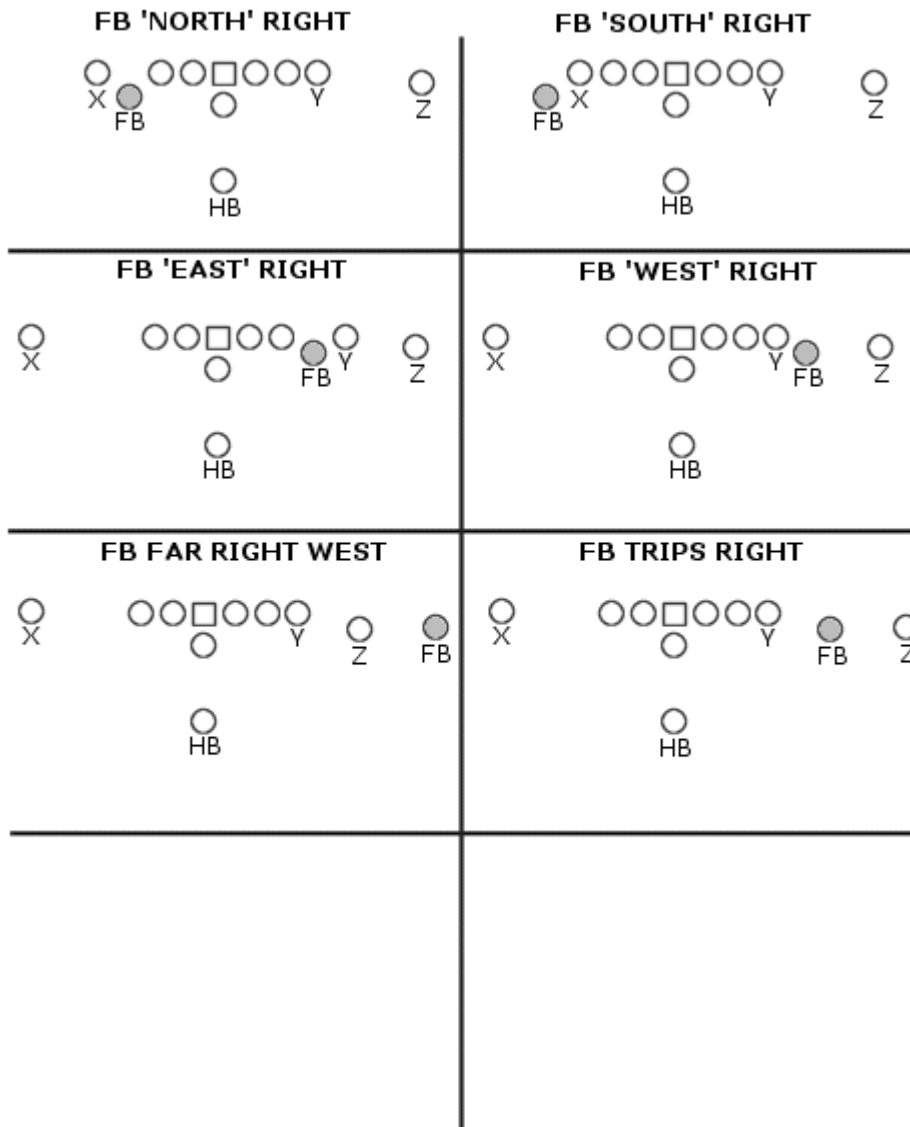 FB 'NORTH' RIGHT
X
FB
Y
Z
HB
FB 'SOUTH' RIGHT
FB
X
Y
Z
HB
FB 'EAST' RIGHT
X
FB
Y
Z
HB
FB 'WEST' RIGHT
X
Y
FB
Z
HB
FB FAR RIGHT WEST
X
Y
Z
FB
HB
FB TRIPS RIGHT
X
Y
FB
Z
HB